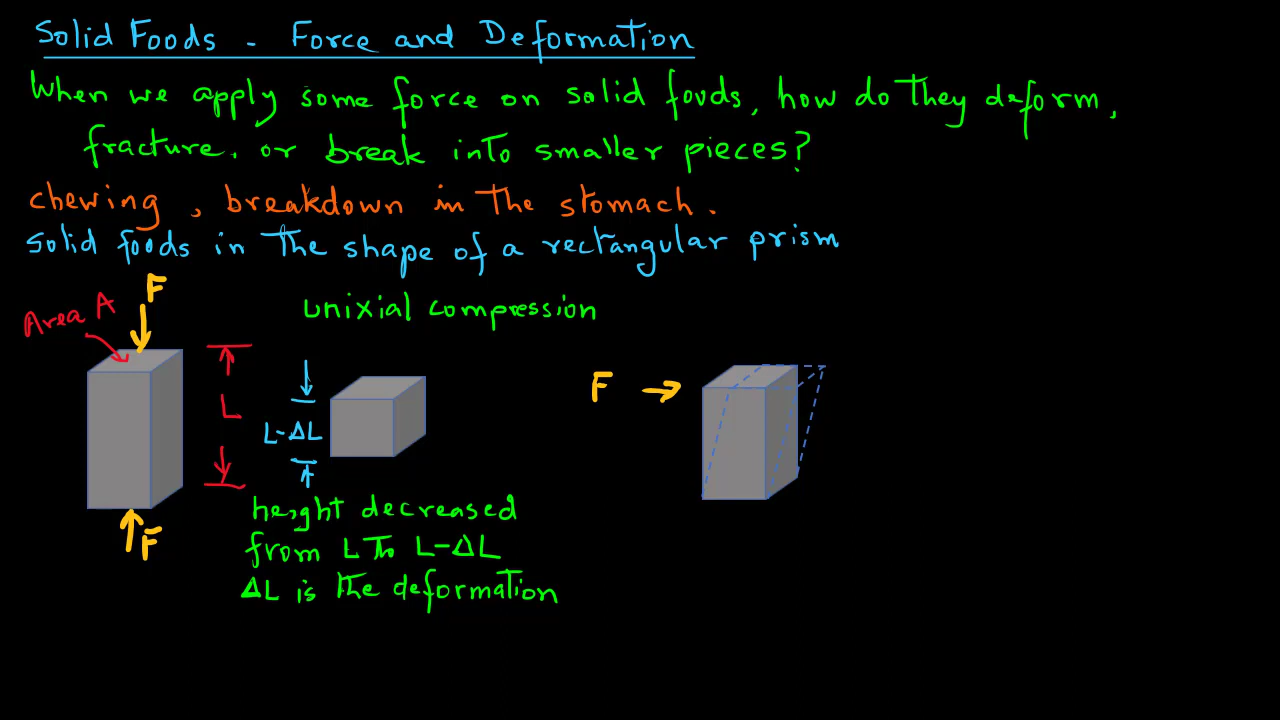 Solid Foods - Force and Deformation
When we apply some force on solid foods, how do they deform,
fracture, or break into smaller pieces?
chewing, breakdown in the stomach.
Solid foods in the shape of a rectangular prism
F
Area A
unixial compression
L
L-ΔL
F
F
height decreased
from L to L-ΔL
ΔL is the deformation